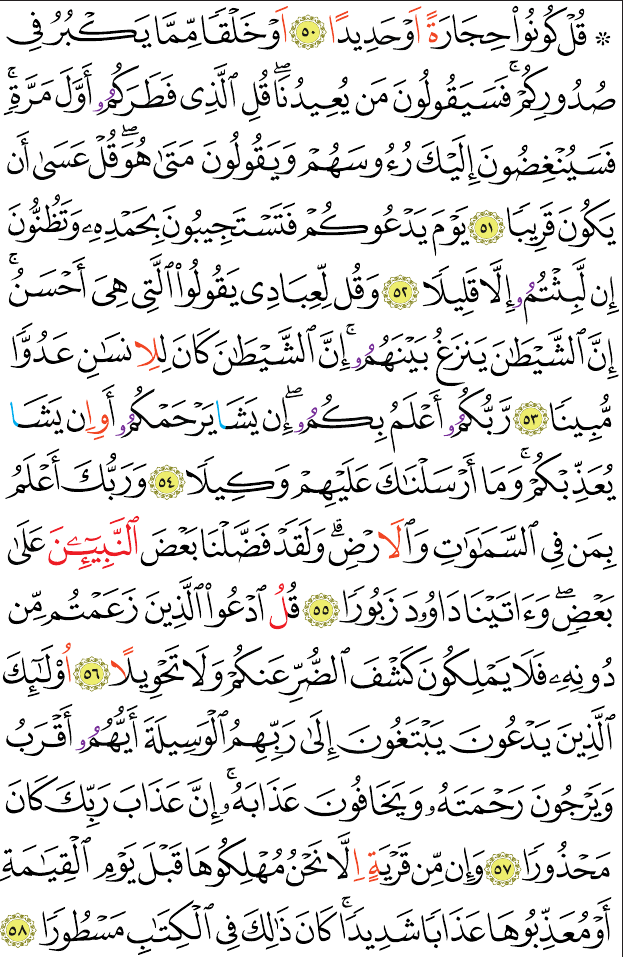 ۞ قُلۡ كُونُواْ حِجَارَةً اَوۡ حَدِيدًا ٥٠ اَوۡ خَلۡقٗا مِّمَّا يَكۡبُرُ فِي
صُدُورِكُمۡۚ فَسَيَقُولُونَ مَن يُعِيدُنَاۖ قُلِ ٱلَّذِي فَطَرَكُمُۥ أَوَّلَ مَرَّةٖۚ
فَسَيُنۡغِضُونَ إِلَيۡكَ رُءُوسَهُمۡ وَيَقُولُونَ مَتَىٰ هُوَۖ قُلۡ عَسَىٰ أَن
يَكُونَ قَرِيبٗا ٥١ يَوۡمَ يَدۡعُوكُمۡ فَتَسۡتَجِيبُونَ بِحَمۡدِهِۦ وَتَظُنُّونَ
إِن لَّبِثۡتُمُۥ إِلَّا قَلِيلٗا ٥٢ وَقُل لِّعِبَادِي يَقُولُواْ ٱلَّتِي هِيَ أَحۡسَنُۚ
إِنَّ ٱلشَّيۡطَٰنَ يَنزَغُ بَيۡنَهُمُۥۚ إِنَّ ٱلشَّيۡطَٰنَ كَانَ لِلِانسَٰنِ عَدُوّٗا
مُّبِينٗا ٥٣ رَّبُّكُمُۥ أَعۡلَمُ بِكُمُۥۖ إِن يَشَا يَرۡحَمۡكُمُۥ أَوِ اِن يَشَا
يُعَذِّبۡكُمۡۚ وَمَا أَرۡسَلۡنَٰكَ عَلَيۡهِمۡ وَكِيلٗا ٥٤ وَرَبُّكَ أَعۡلَمُ
بِمَن فِي ٱلسَّمَٰوَٰتِ وَٱلَارۡضِۗ وَلَقَدۡ فَضَّلۡنَا بَعۡضَ ٱلنَّبِيٓـِٔنَ عَلَىٰ
بَعۡضٖۖ وَءَاتَيۡنَا دَاوُۥدَ زَبُورٗا ٥٥ قُلُ ٱدۡعُواْ ٱلَّذِينَ زَعَمۡتُم مِّن
دُونِهِۦ فَلَا يَمۡلِكُونَ كَشۡفَ ٱلضُّرِّ عَنكُمۡ وَلَا تَحۡوِيلًا ٥٦ اُوْلَٰٓئِكَ
ٱلَّذِينَ يَدۡعُونَ يَبۡتَغُونَ إِلَىٰ رَبِّهِمُ ٱلۡوَسِيلَةَ أَيُّهُمُۥ أَقۡرَبُ
وَيَرۡجُونَ رَحۡمَتَهُۥ وَيَخَافُونَ عَذَابَهُۥۚ إِنَّ عَذَابَ رَبِّكَ كَانَ
مَحۡذُورٗا ٥٧ وَإِن مِّن قَرۡيَةٍ اِلَّا نَحۡنُ مُهۡلِكُوهَا قَبۡلَ يَوۡمِ ٱلۡقِيَٰمَةِ
أَوۡ مُعَذِّبُوهَا عَذَابٗا شَدِيدٗاۚ كَانَ ذَٰلِكَ فِي ٱلۡكِتَٰبِ مَسۡطُورٗا ٥٨